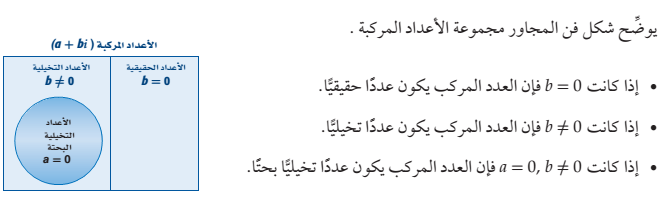 يوضِّح شكل فن المجاور مجموعة الأعداد المركبة .
• إذا كانت b = 0 فإن العدد المركب يكون عددًا حقيقيًّا.
• إذا كانت b ≠ 0 فإن العدد المركب يكون عددًا تخيليًّا.
• إذا كانت a = 0, b ≠ 0 فإن العدد المركب يكون عددًا تخيليًّا بحتًا.
الأعداد المركبة (a + bi)
الأعداد الحقيقية
b = 0
الأعداد التخيلية
b ≠ 0
الأعداد
التخيلية
البحتة
a = 0